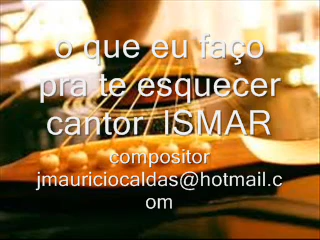 o que eu faço
pra te esquecer
cantor  ISMAR
compositor
jmauriciocaldas@hotmail.c
om